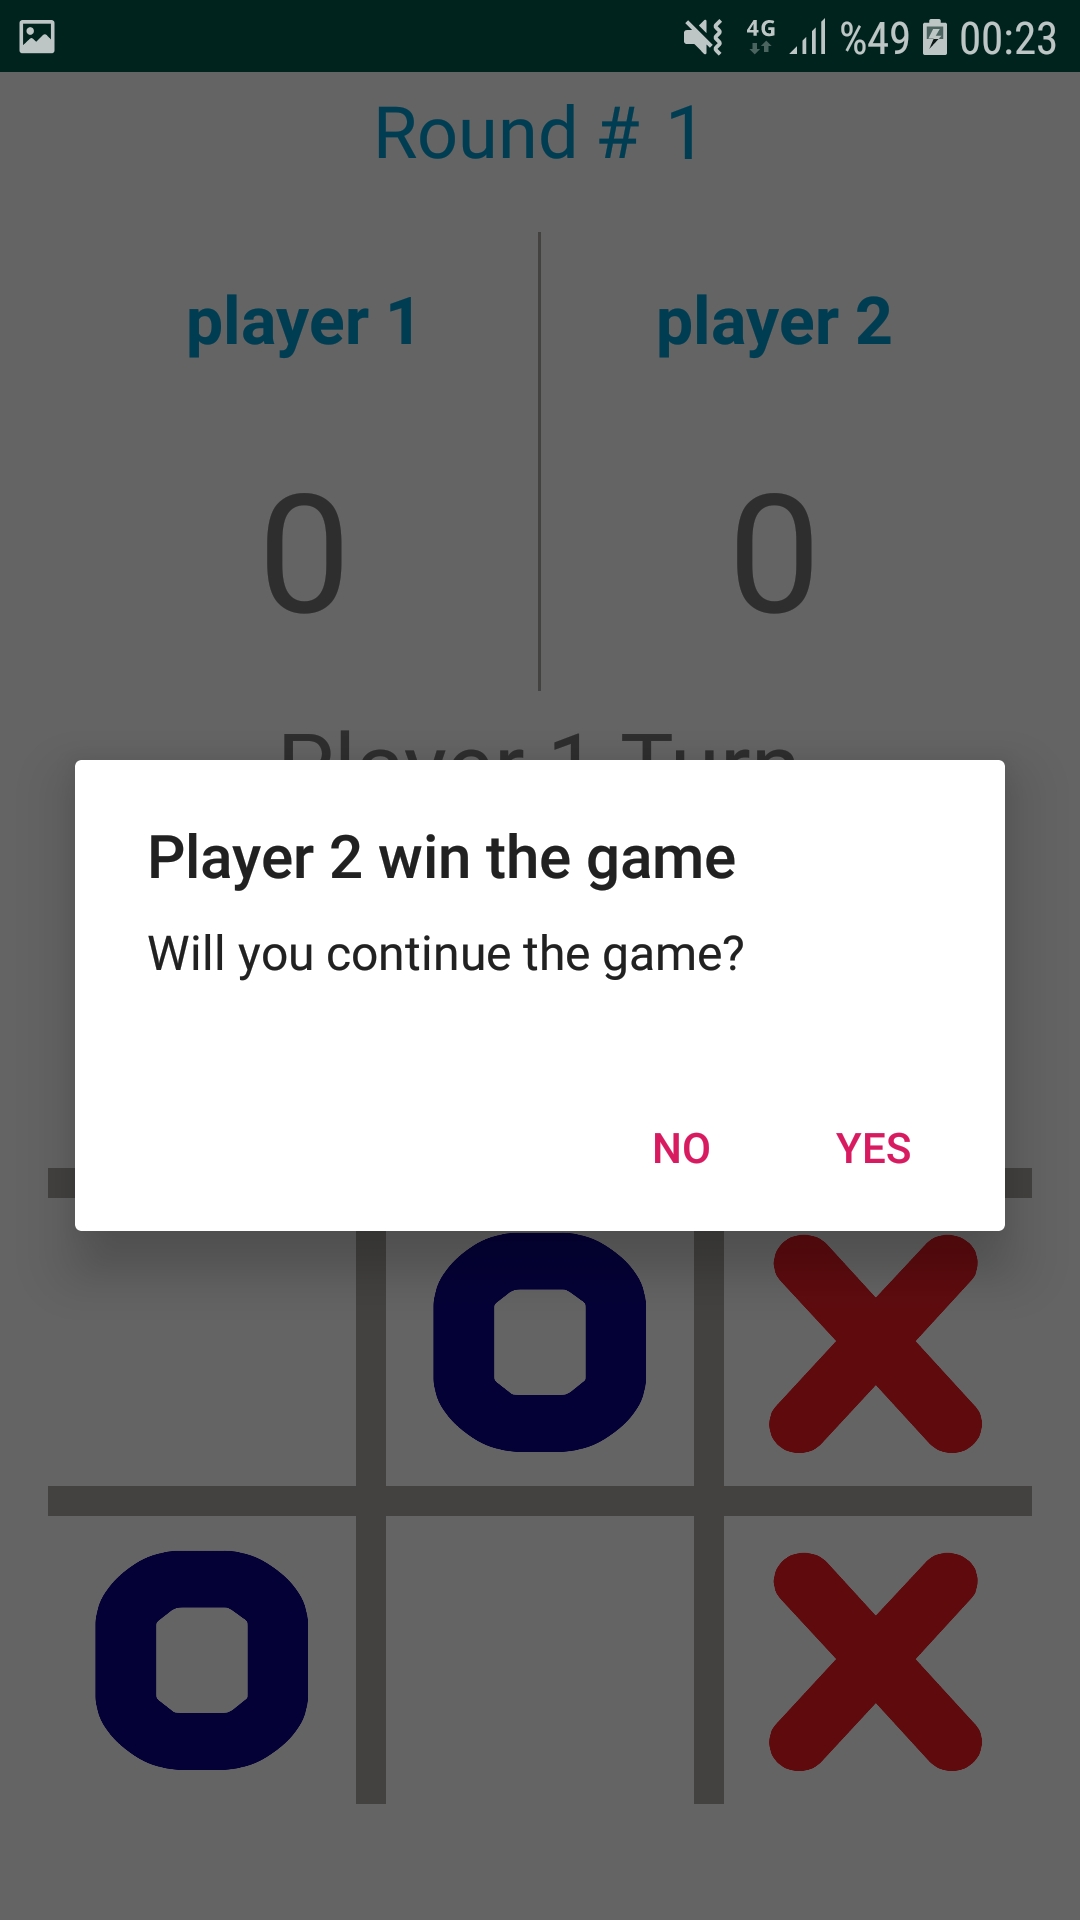 4G %49 00:23
Round # 1
player 1 player 2
0 0
Player 1 Turn
Player 2 win the game
Will you continue the game?
NO YES